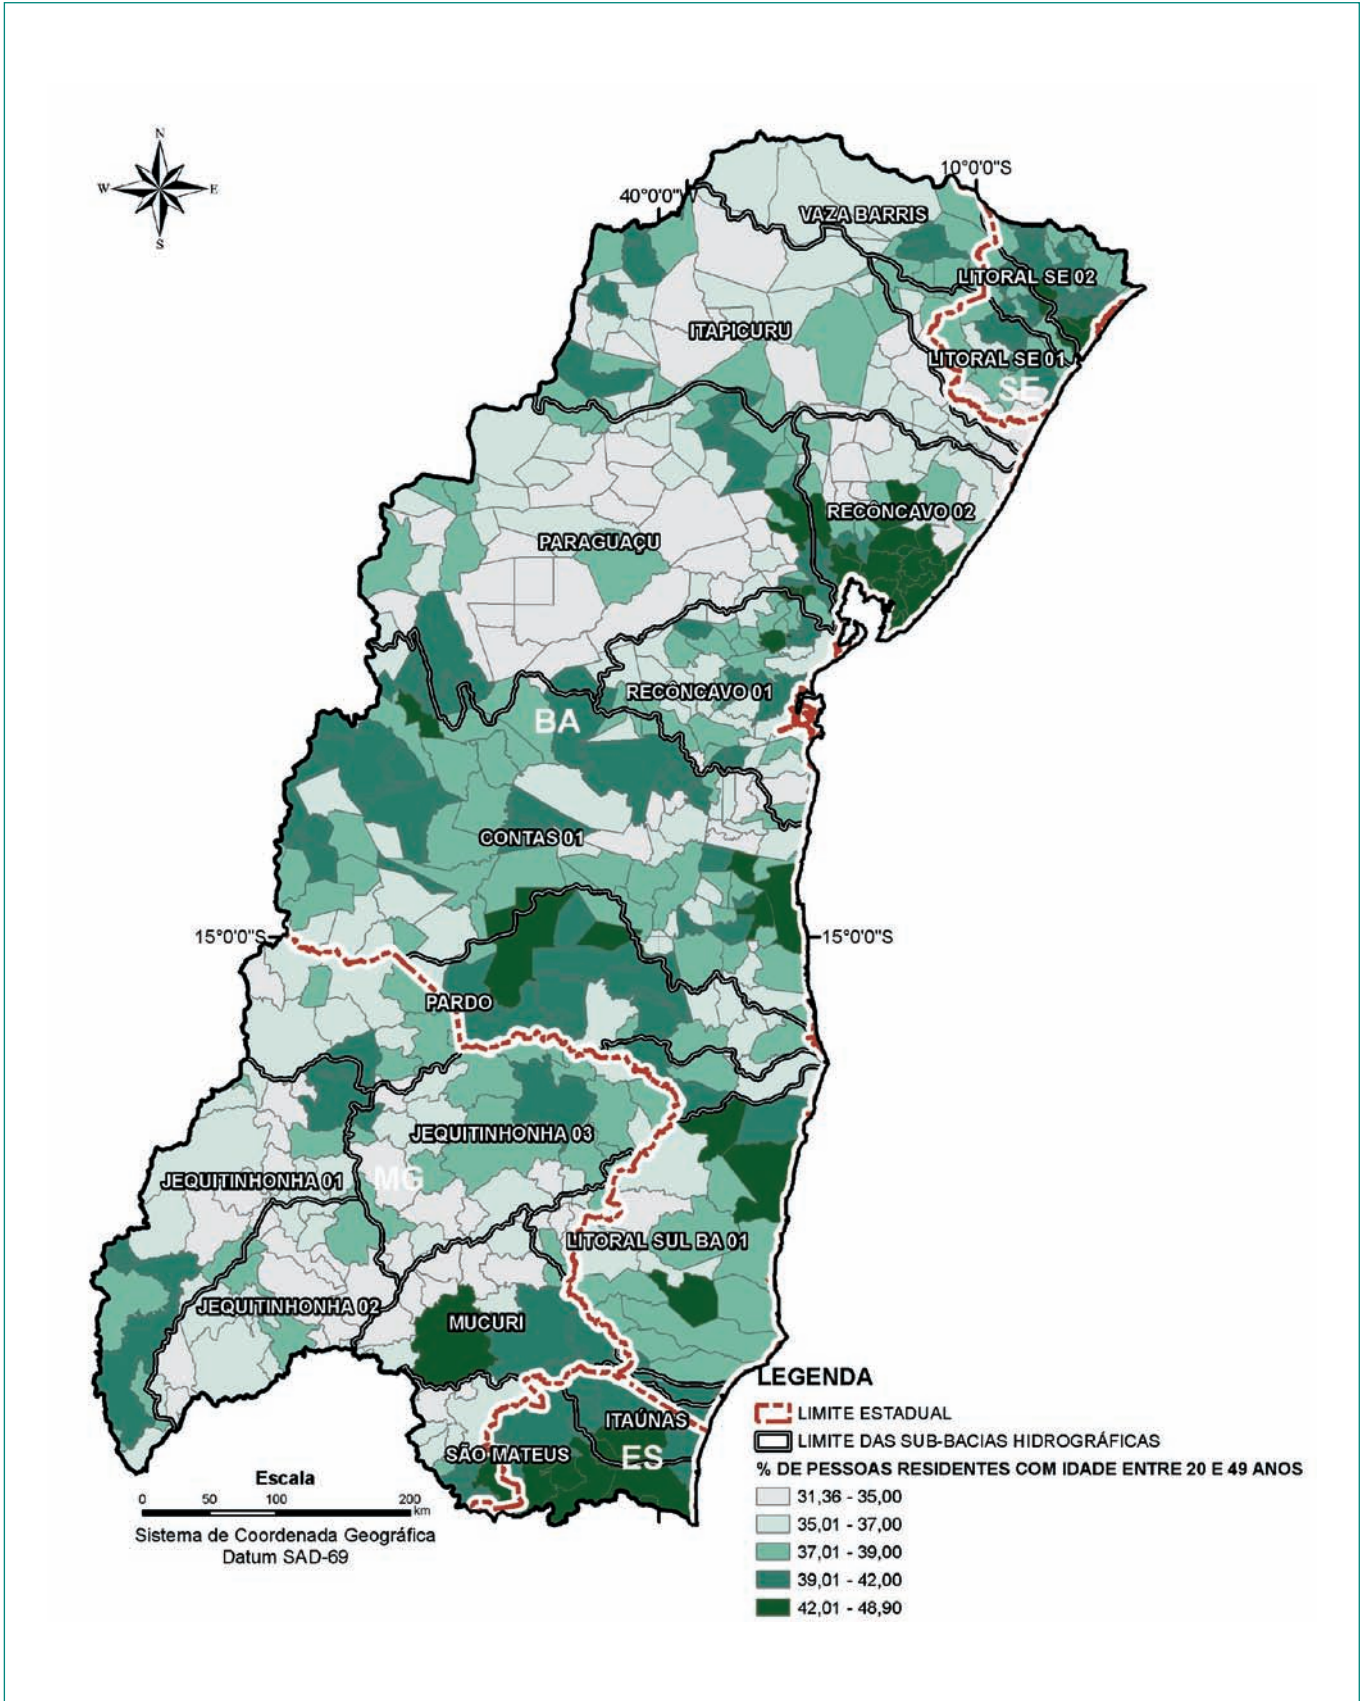 N
W E
S
10°0'0"S
40°0'0"W
VAZA BARRIS
LITORAL SE 02
ITAPICURU
LITORAL SE 01
SE
RECÔNCAVO 02
PARAGUAÇU
RECÔNCAVO 01
BA
CONTAS 01
15°0'0"S
15°0'0"S
PARDO
JEQUITINHONHA 03
MG
JEQUITINHONHA 01
LITORAL SUL BA 01
JEQUITINHONHA 02
MUCURI
ITAÚNAS
SÃO MATEUS
ES
LEGENDA
LIMITE ESTADUAL
LIMITE DAS SUB-BACIAS HIDROGRÁFICAS
% DE PESSOAS RESIDENTES COM IDADE ENTRE 20 E 49 ANOS
31,36 - 35,00
35,01 - 37,00
37,01 - 39,00
39,01 - 42,00
42,01 - 48,90
Escala
0 50 100 200
km
Sistema de Coordenada Geográfica
Datum SAD-69